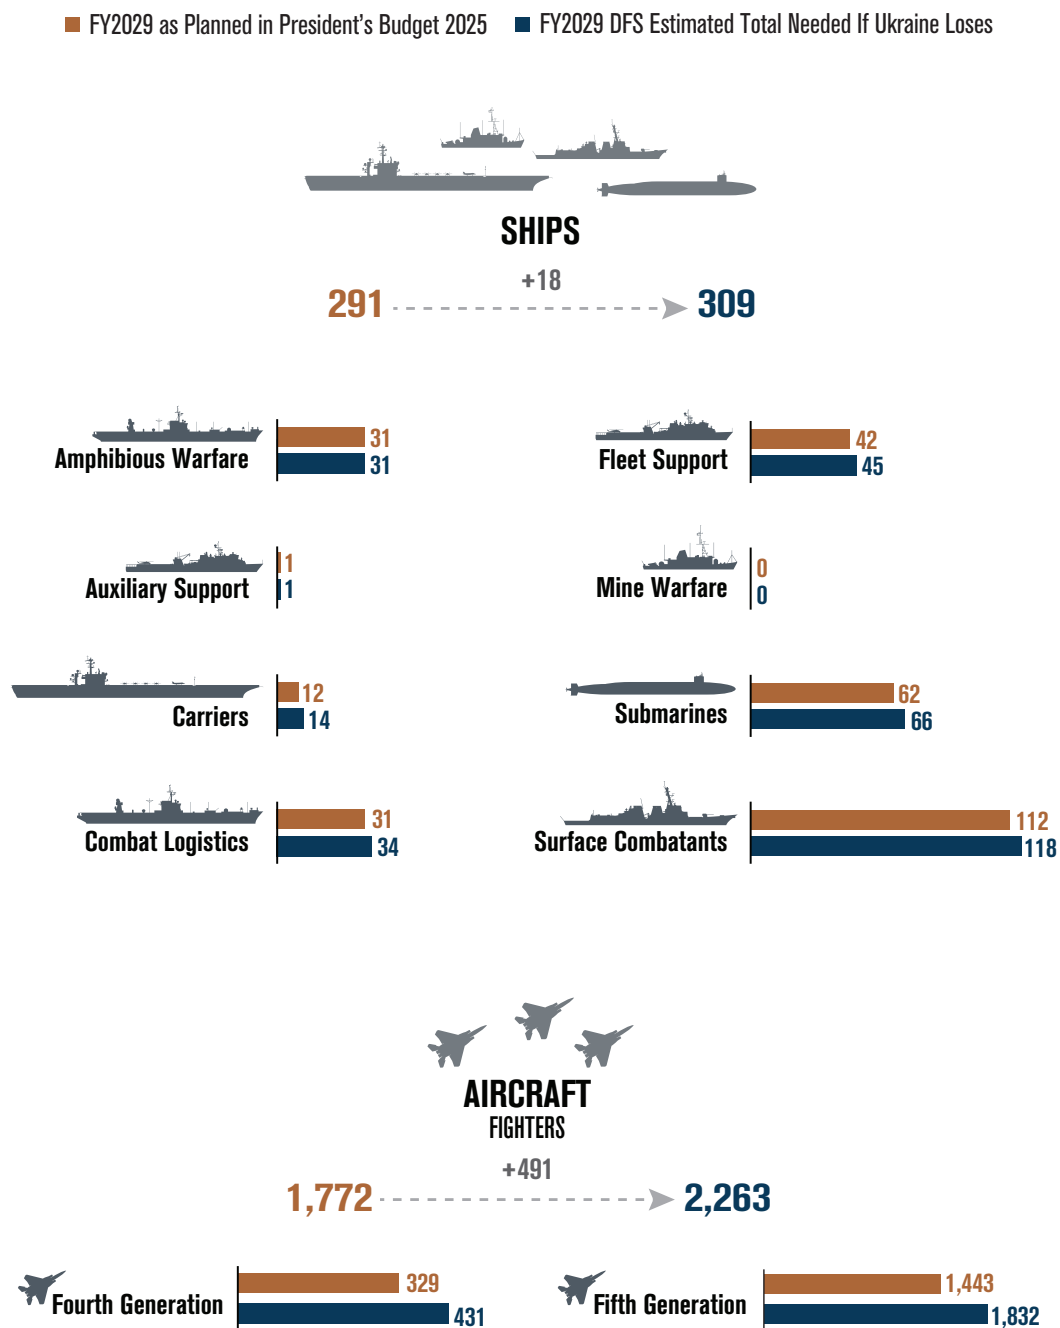 FY2029 as Planned in President's Budget 2025
FY2029 DFS Estimated Total Needed If Ukraine Loses
SHIPS
+18
291
309
Amphibious Warfare
31
31
Fleet Support
42
45
Auxiliary Support
1
1
Mine Warfare
0
0
Carriers
12
14
Submarines
62
66
Combat Logistics
31
34
Surface Combatants
112
118
AIRCRAFT
FIGHTERS
+491
1,772
2,263
Fourth Generation
329
431
Fifth Generation
1,443
1,832